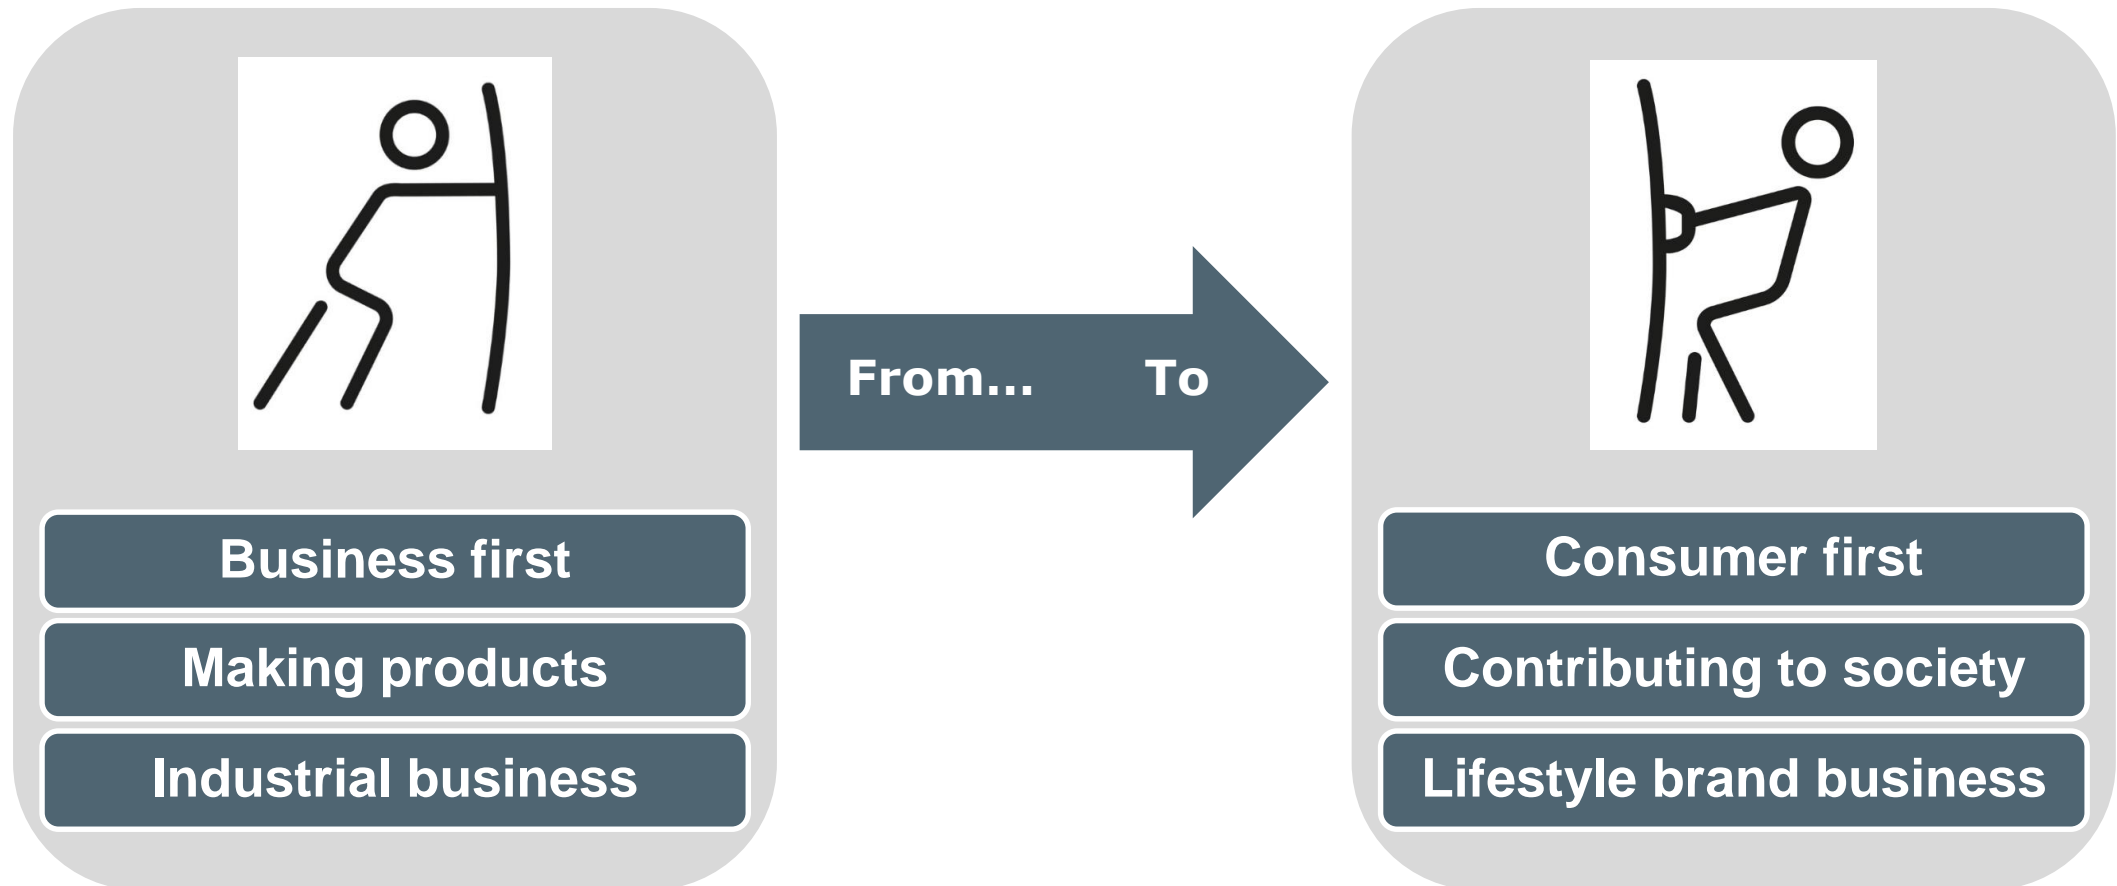 Business first
Making products
Industrial business
From... To
Consumer first
Contributing to society
Lifestyle brand business